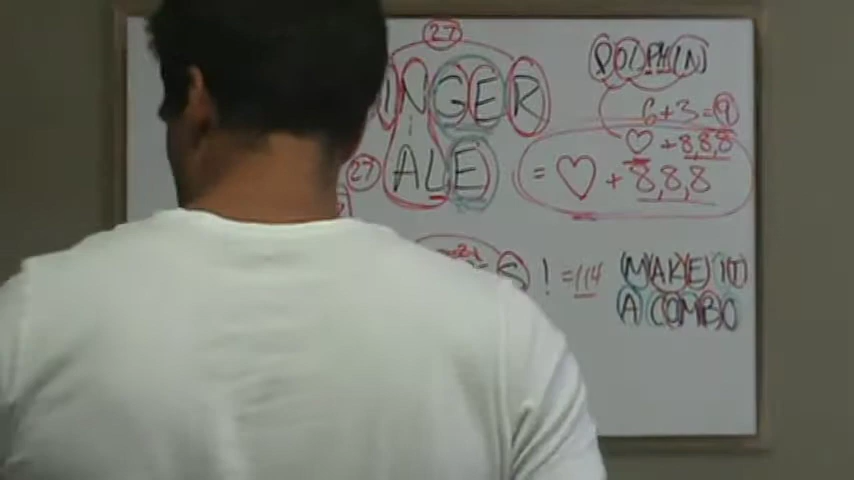 27
DOLPHIN
INGER
6+3=9
♡ +8,8,8
27 ALE = ♡ + 8,8,8
S ! =114
MAKE IT
A COMBO